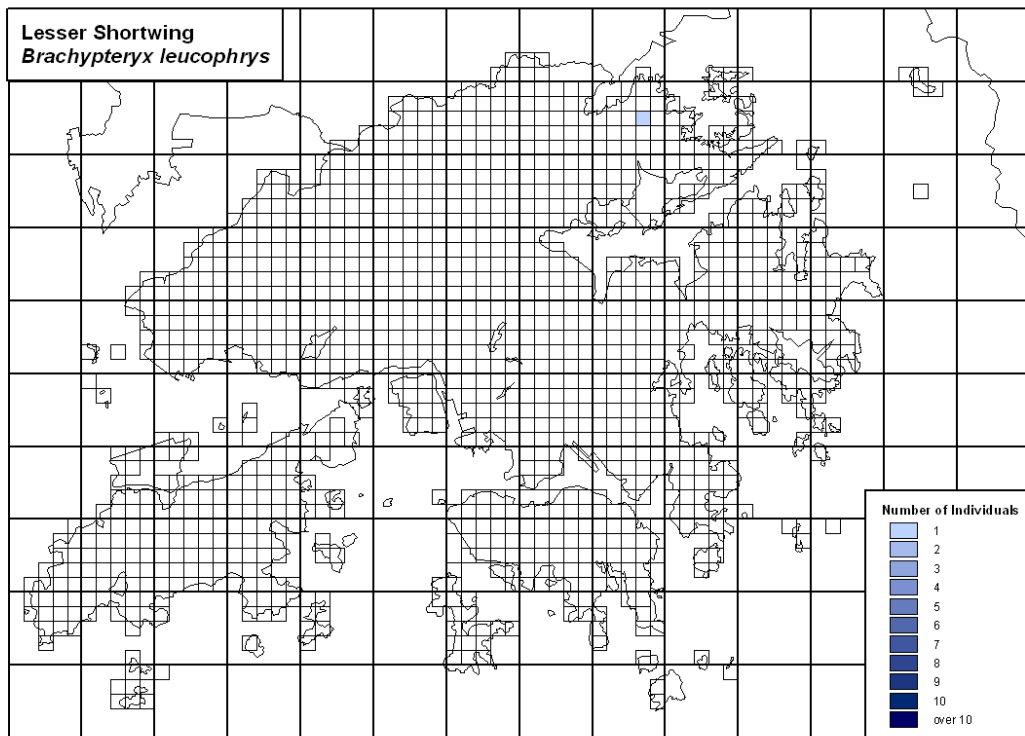 Lesser Shortwing
Brachypteryx leucophrys
Number of Individuals
1
2
3
4
5
6
7
8
9
10
over 10